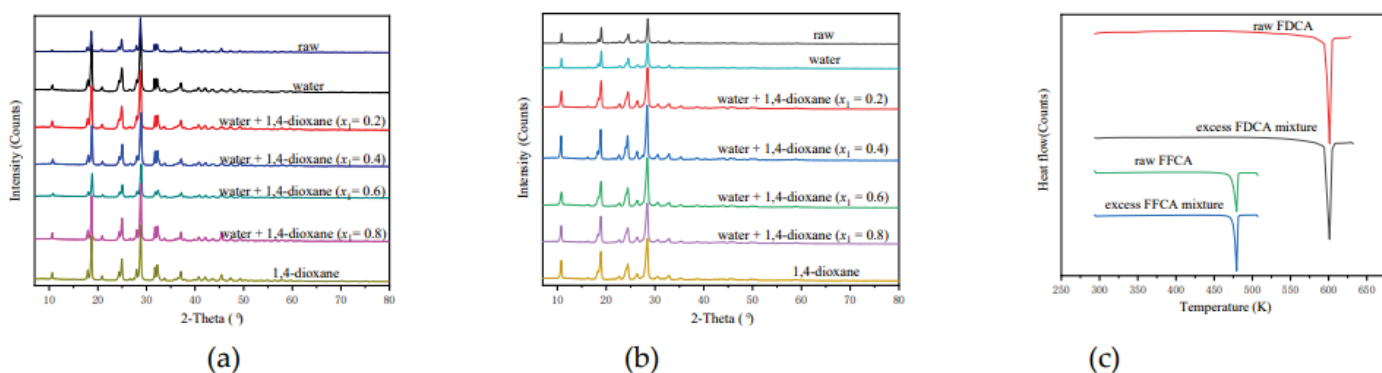 raw
water
water + 1,4-dioxane (x₁= 0.2)
water + 1,4-dioxane (x₁ = 0.4)
water + 1,4-dioxane (x₁ = 0.6)
water + 1,4-dioxane (x₁= 0.8)
1,4-dioxane
Intensity (Counts)
10 20 30 40 50 60 70 80
2-Theta (°)
(a)
raw
water
water + 1,4-dioxane (x₁ = 0.2)
water + 1,4-dioxane (x₁ = 0.4)
water + 1,4-dioxane (x₁ = 0.6)
water + 1,4-dioxane (x₁ = 0.8)
1,4-dioxane
Intensity (Counts)
10 20 30 40 50 60 70 80
2-Theta (°)
(b)
raw FDCA
excess FDCA mixture
raw FFCA
excess FFCA mixture
Heat flow(Counts)
250 300 350 400 450 500 550 600 650
Temperature (K)
(c)